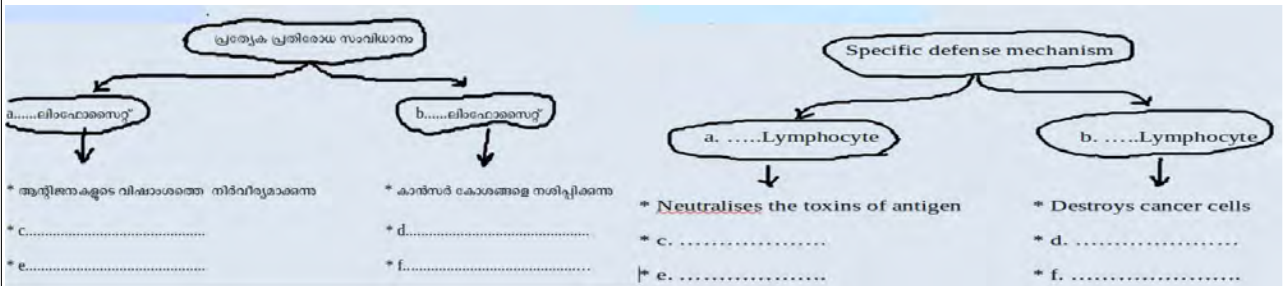 പ്രത്യേക പ്രതിരോധ സംവിധാനം
a......ലിംഫോസൈറ്റ്
b......ലിംഫോസൈറ്റ്
* ആന്റിജനുകളുടെ വിഷാംശത്തെ നിർവീര്യമാക്കുന്നു
* കാൻസർ കോശങ്ങളെ നശിപ്പിക്കുന്നു
* c..............................................
* d...............................................
* e..............................................
* f................................................
Specific defense mechanism
a. .....Lymphocyte
b. .....Lymphocyte
* Neutralises the toxins of antigen
* Destroys cancer cells
* c. ...................
* d. .....................
* e. ...................
* f. ........................